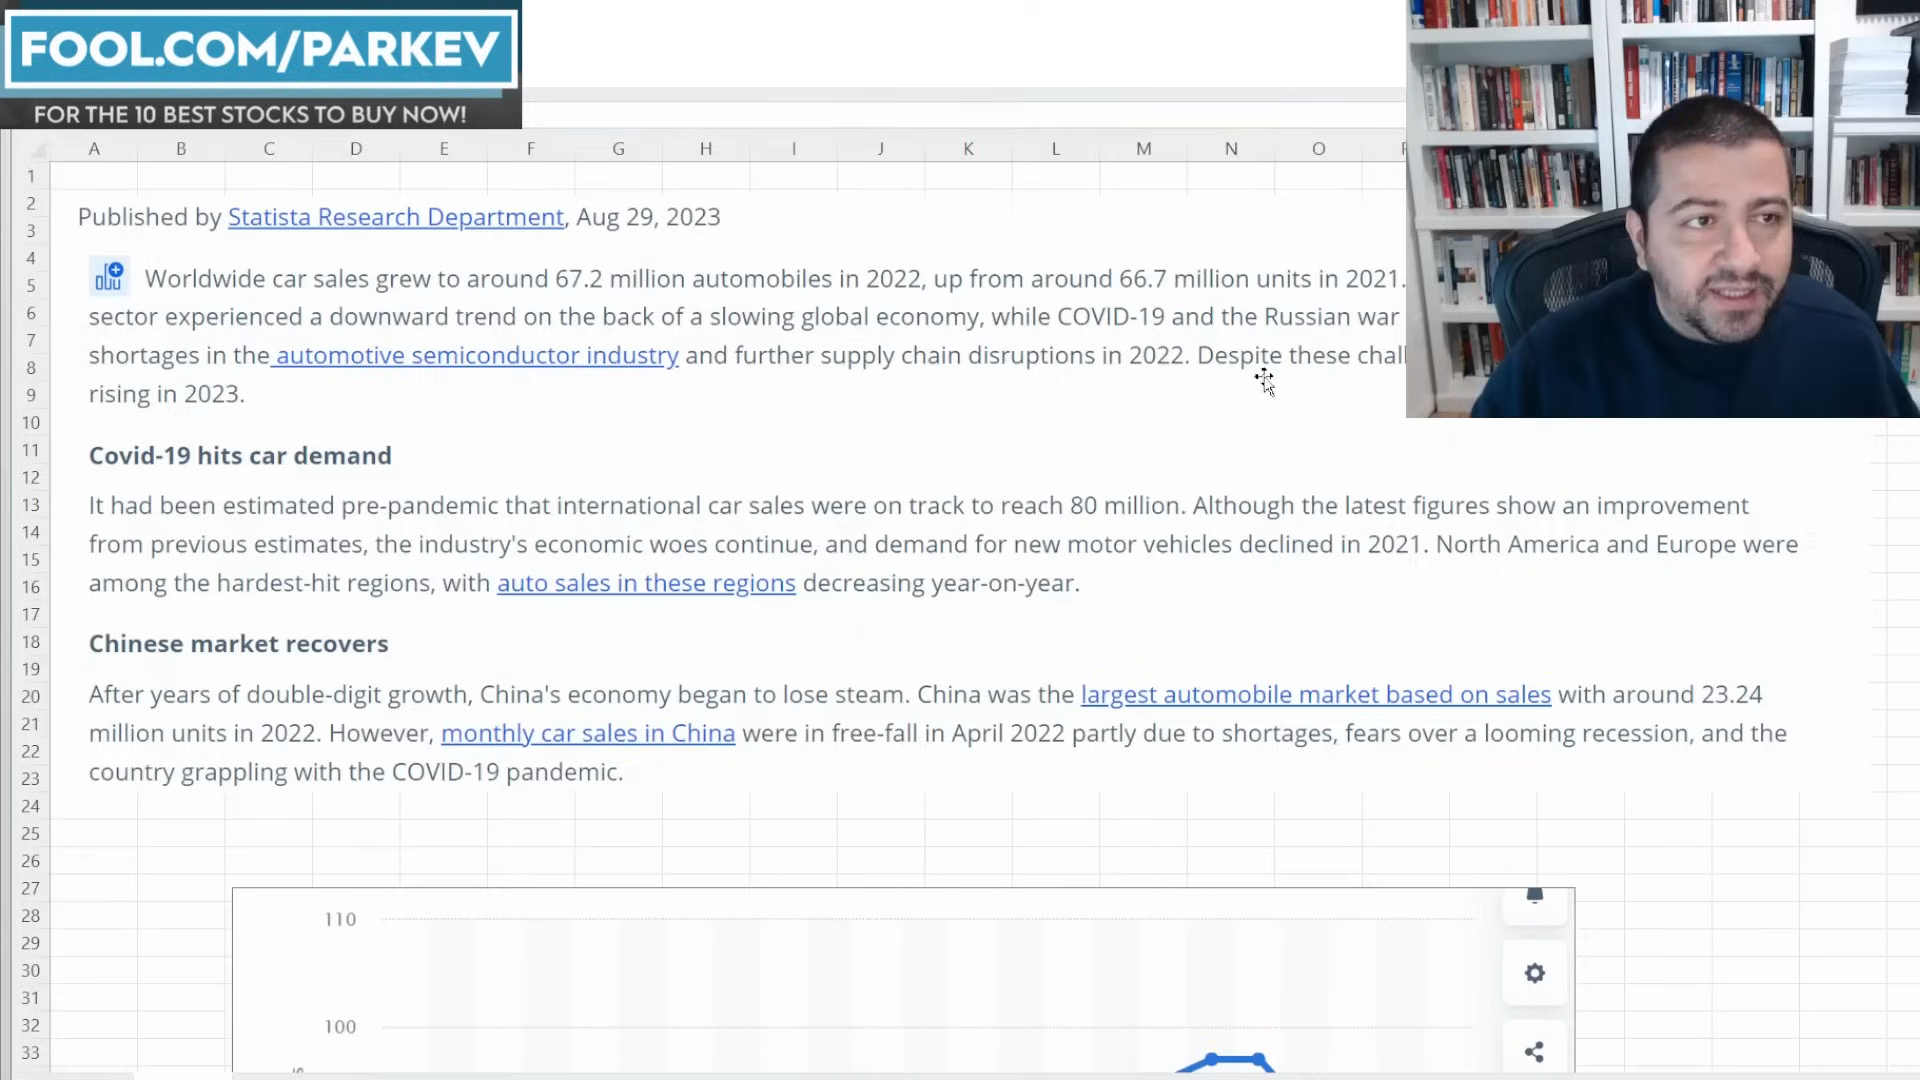 FOOL.COM/PARKEV
FOR THE 10 BEST STOCKS TO BUY NOW!
A B C D E F G H I J K L M N O
1
2
Published by Statista Research Department, Aug 29, 2023
3
4
Worldwide car sales grew to around 67.2 million automobiles in 2022, up from around 66.7 million units in 2021.
5
6
sector experienced a downward trend on the back of a slowing global economy, while COVID-19 and the Russian war
7
shortages in the automotive semiconductor industry and further supply chain disruptions in 2022. Despite these
8
9
rising in 2023.
10
11
Covid-19 hits car demand
12
13
It had been estimated pre-pandemic that international car sales were on track to reach 80 million. Although the latest figures show an improvement
14
from previous estimates, the industry's economic woes continue, and demand for new motor vehicles declined in 2021. North America and Europe were
15
16
among the hardest-hit regions, with auto sales in these regions decreasing year-on-year.
17
18
Chinese market recovers
19
20
After years of double-digit growth, China's economy began to lose steam. China was the largest automobile market based on sales with around 23.24
21
million units in 2022. However, monthly car sales in China were in free-fall in April 2022 partly due to shortages, fears over a looming recession, and the
22
23
country grappling with the COVID-19 pandemic.
24
25
26
27
28
110
29
30
31
32
100
33